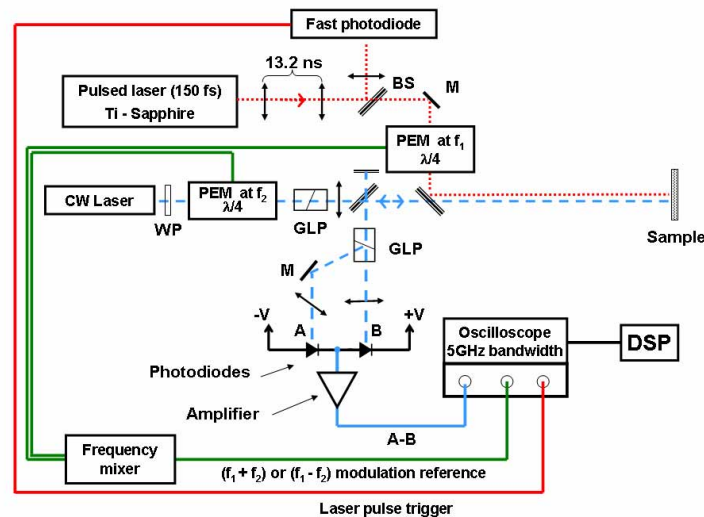 Fast photodiode
13.2 ns
BS
M
Pulsed laser (150 fs)
Ti - Sapphire
PEM at f1
λ/4
CW Laser
WP
PEM at f2
λ/4
GLP
Sample
GLP
M
-V
A
B
+V
Oscilloscope
5GHz bandwidth
DSP
Photodiodes
Amplifier
A-B
Frequency
mixer
(f1 + f2) or (f1 - f2) modulation reference
Laser pulse trigger